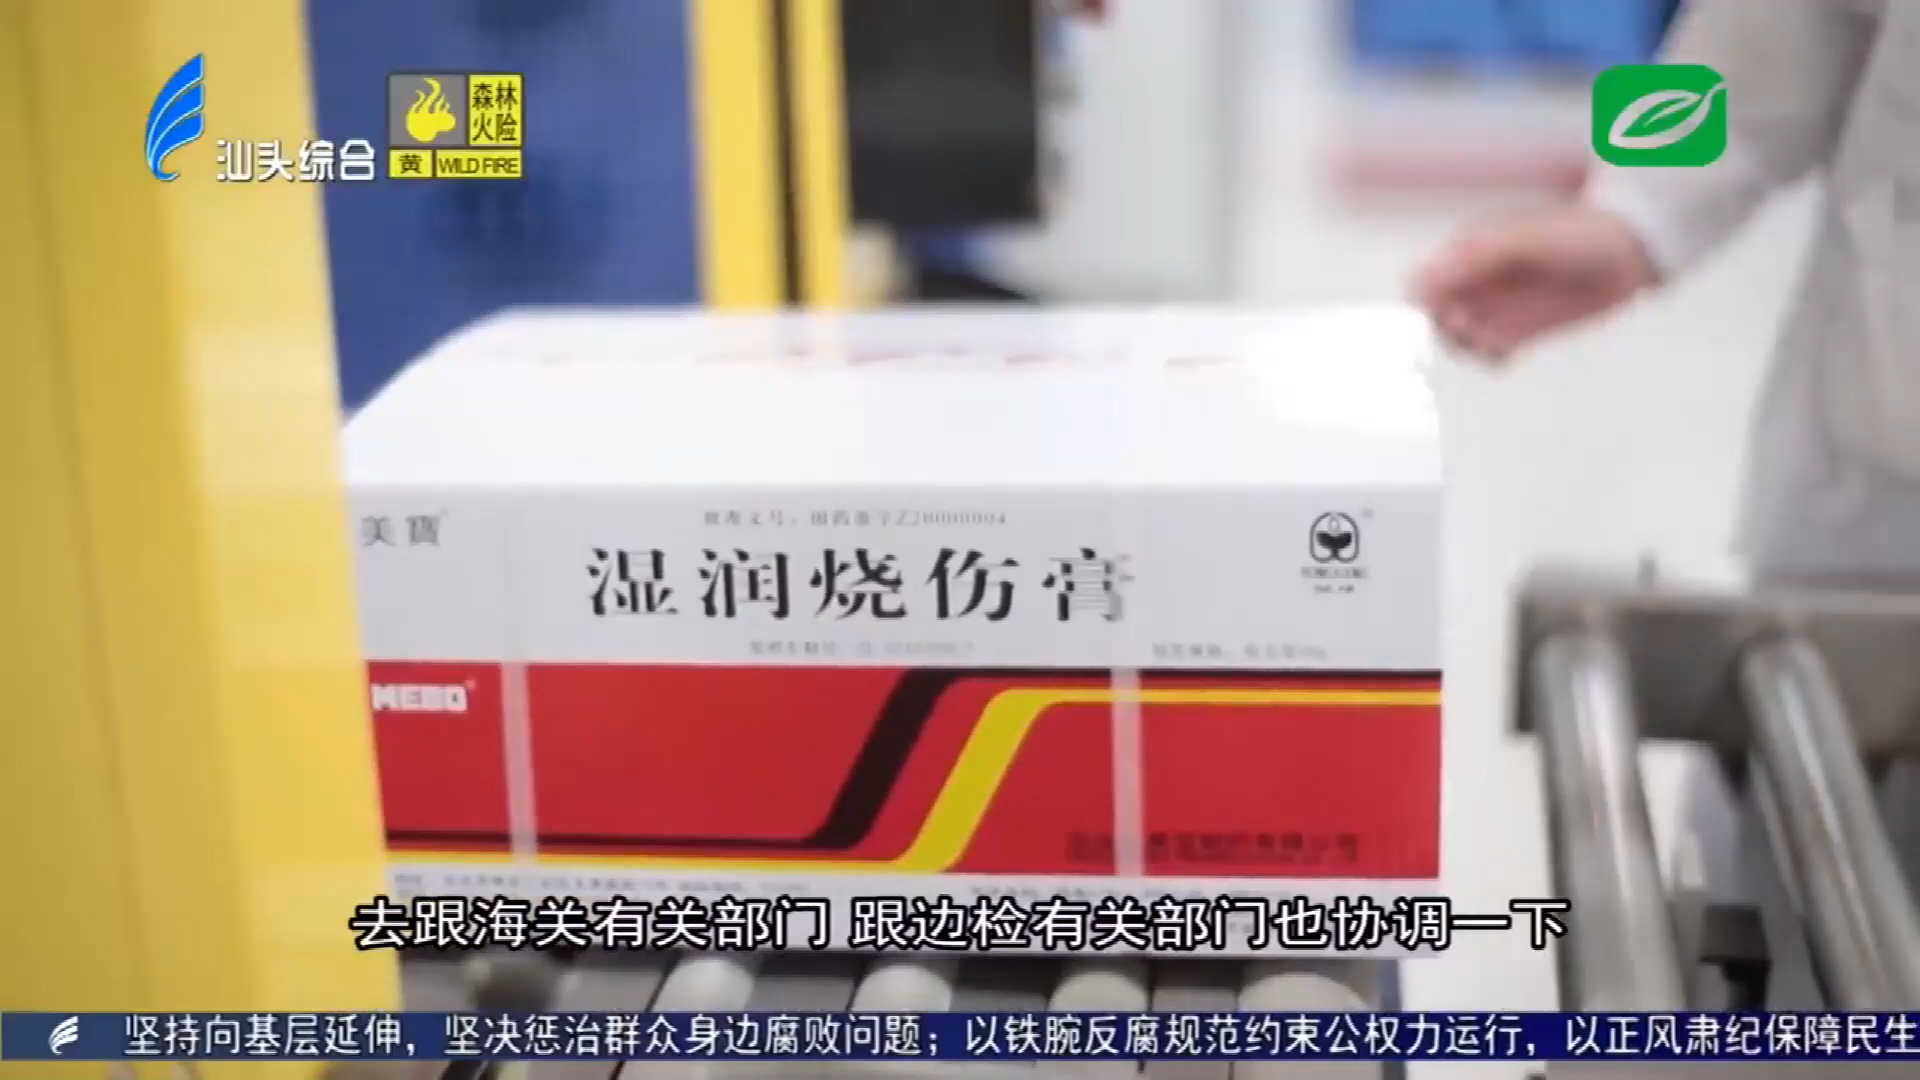 汕头综合
森林
火险
黄 WILD FIRE
美寳
湿润烧伤膏
MEBO
去跟海关有关部门 跟边检有关部门也协调一下
坚持向基层延伸，坚决惩治群众身边腐败问题；以铁腕反腐规范约束公权力运行，以正风肃纪保障民生